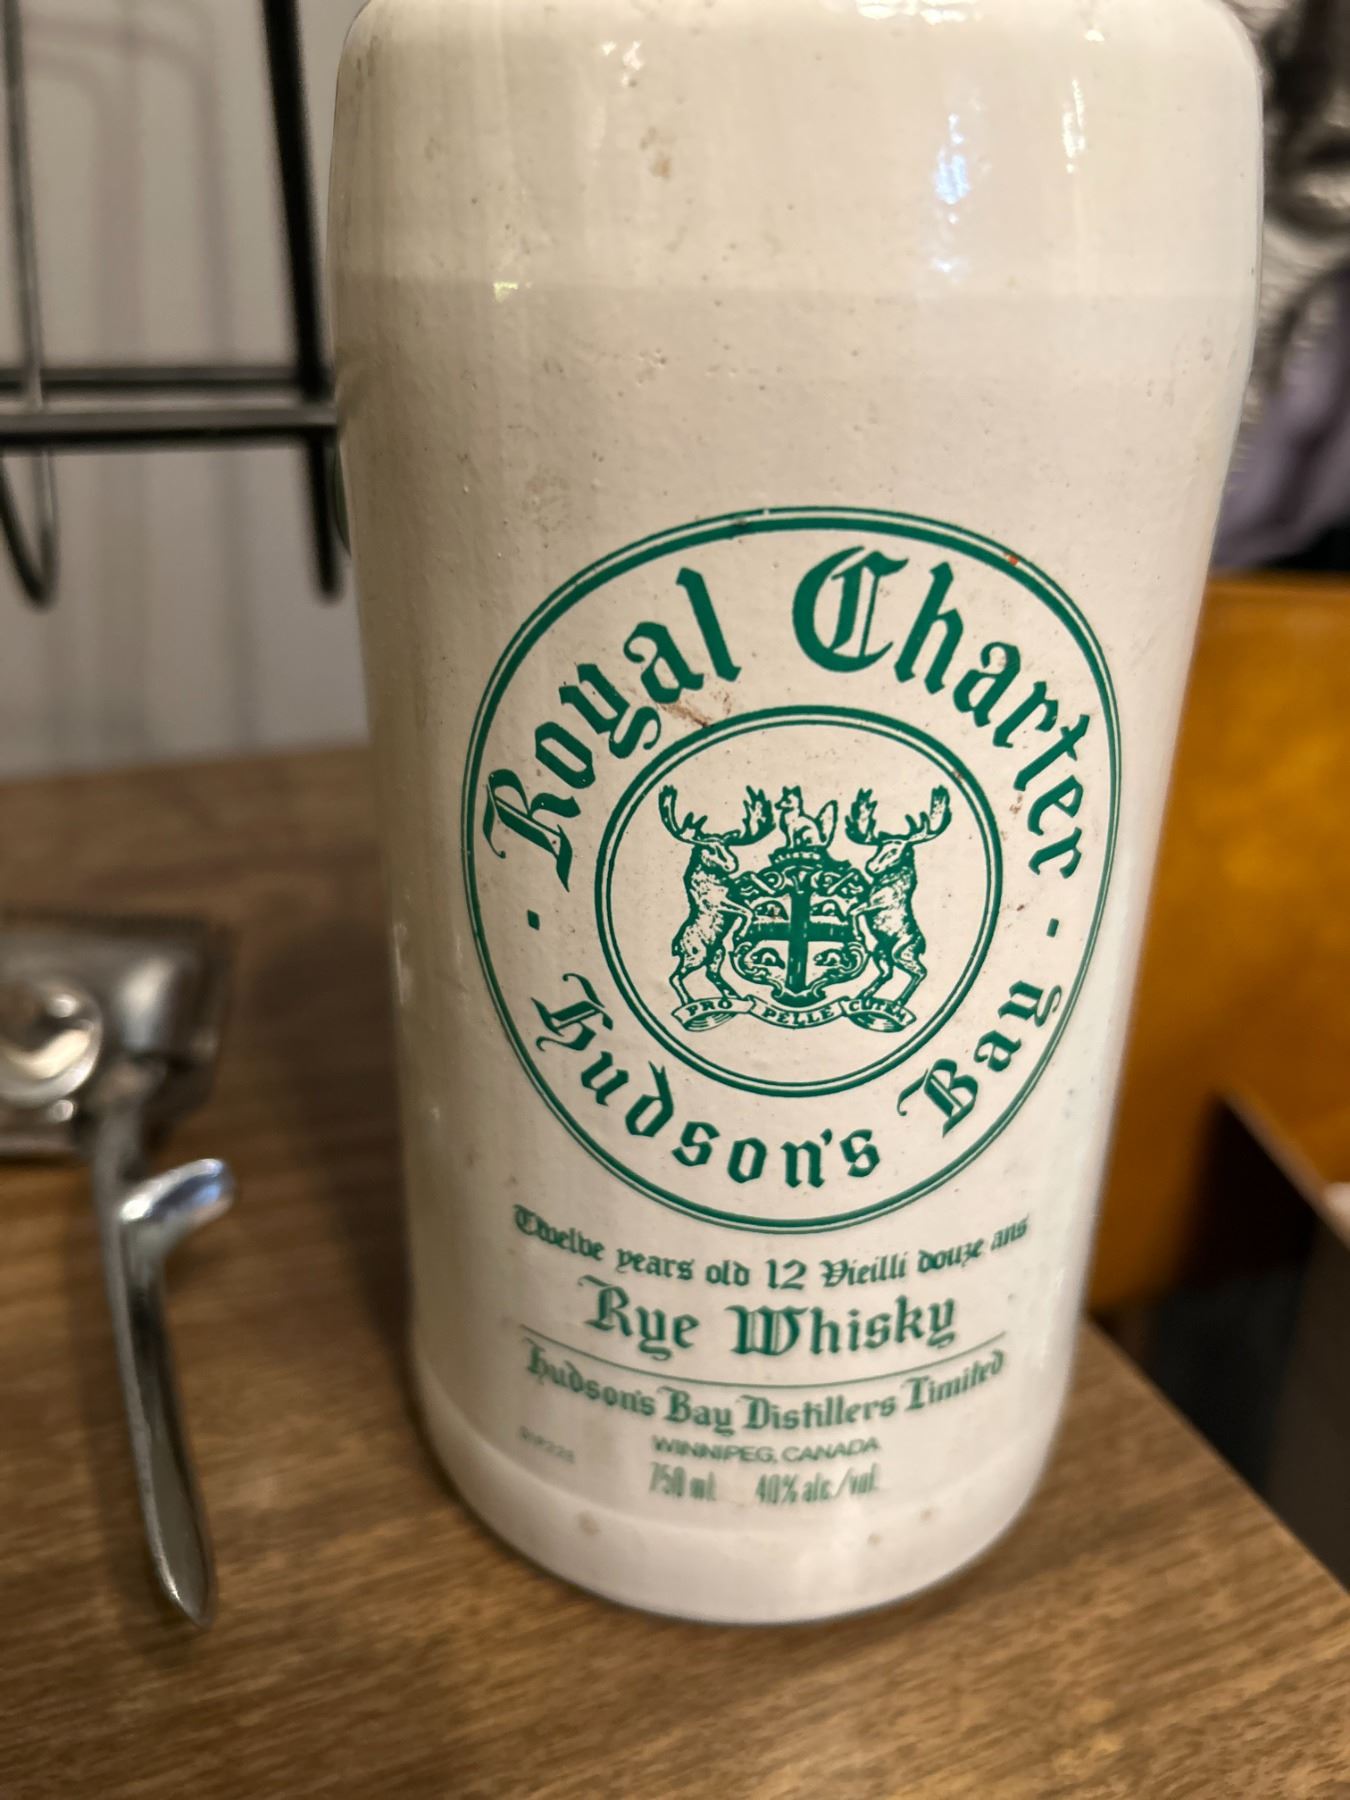 Royal Charter
PRO PELLE CUTEM
Hudson's Bay
Twelve years old 12 Vieilli douze ans
Rye Whisky
Hudson's Bay Distillers Limited
WINNIPEG, CANADA
750 ml 40% alc./vol.